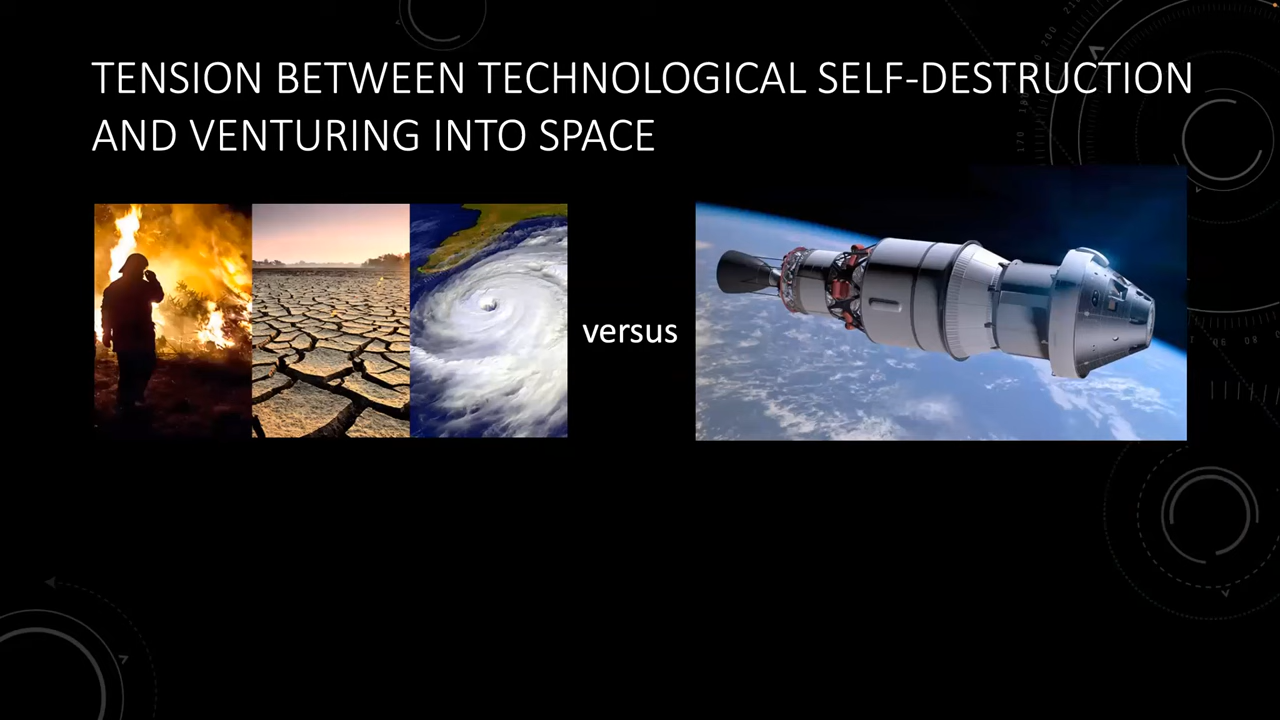 TENSION BETWEEN TECHNOLOGICAL SELF-DESTRUCTION
AND VENTURING INTO SPACE
versus